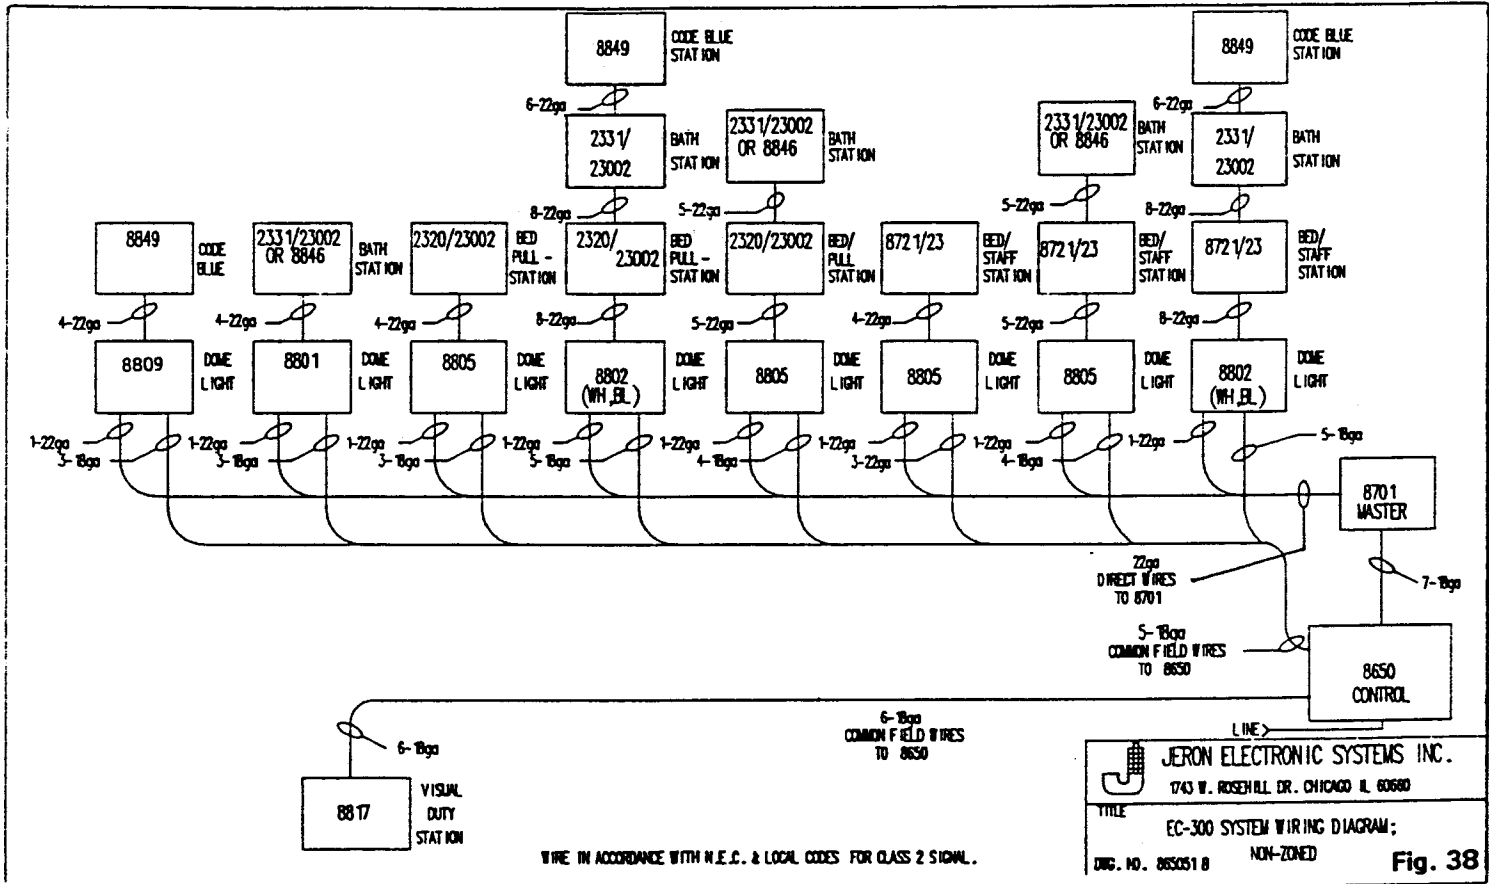 8849
CODE BLUE
STATION
8849
CODE BLUE
STATION
6-22ga
6-22ga
2331/
23002
BATH
STATION
2331/23002
OR 8846
BATH
STATION
2331/23002
OR 8846
BATH
STATION
2331/
23002
BATH
STATION
8-22ga
5-22ga
5-22ga
8-22ga
8849
CODE
BLUE
2331/23002
OR 8846
BATH
STATION
2320/23002
BED
PULL-
STATION
2320/
23002
BED
PULL-
STATION
2320/23002
BED/
PULL
STATION
8721/23
BED/
STAFF
STATION
8721/23
BED/
STAFF
STATION
8721/23
BED/
STAFF
STATION
4-22ga
4-22ga
4-22ga
8-22ga
5-22ga
4-22ga
5-22ga
8-22ga
8809
DOME
LIGHT
8801
DOME
LIGHT
8805
DOME
LIGHT
8802
(WH,BL)
DOME
LIGHT
8805
DOME
LIGHT
8805
DOME
LIGHT
8805
DOME
LIGHT
8802
(WH,BL)
DOME
LIGHT
1-22ga
3-18ga
1-22ga
3-18ga
1-22ga
3-18ga
1-22ga
5-18ga
1-22ga
4-18ga
1-22ga
3-22ga
1-22ga
4-18ga
1-22ga
5-18ga
8701
MASTER
22ga
DIRECT WIRES
TO 8701
7-18ga
5-18ga
COMMON FIELD WIRES
TO 8650
8650
CONTROL
LINE
6-18ga
COMMON FIELD WIRES
TO 8650
6-18ga
8817
VISUAL
DUTY
STATION
WIRE IN ACCORDANCE WITH N.E.C. & LOCAL CODES FOR CLASS 2 SIGNAL.
J
JERON ELECTRONIC SYSTEMS INC.
1743 W. ROSEHILL DR. CHICAGO IL 60660
TITLE
EC-300 SYSTEM WIRING DIAGRAM;
NON-ZONED
DWG. NO. 865051B
Fig. 38